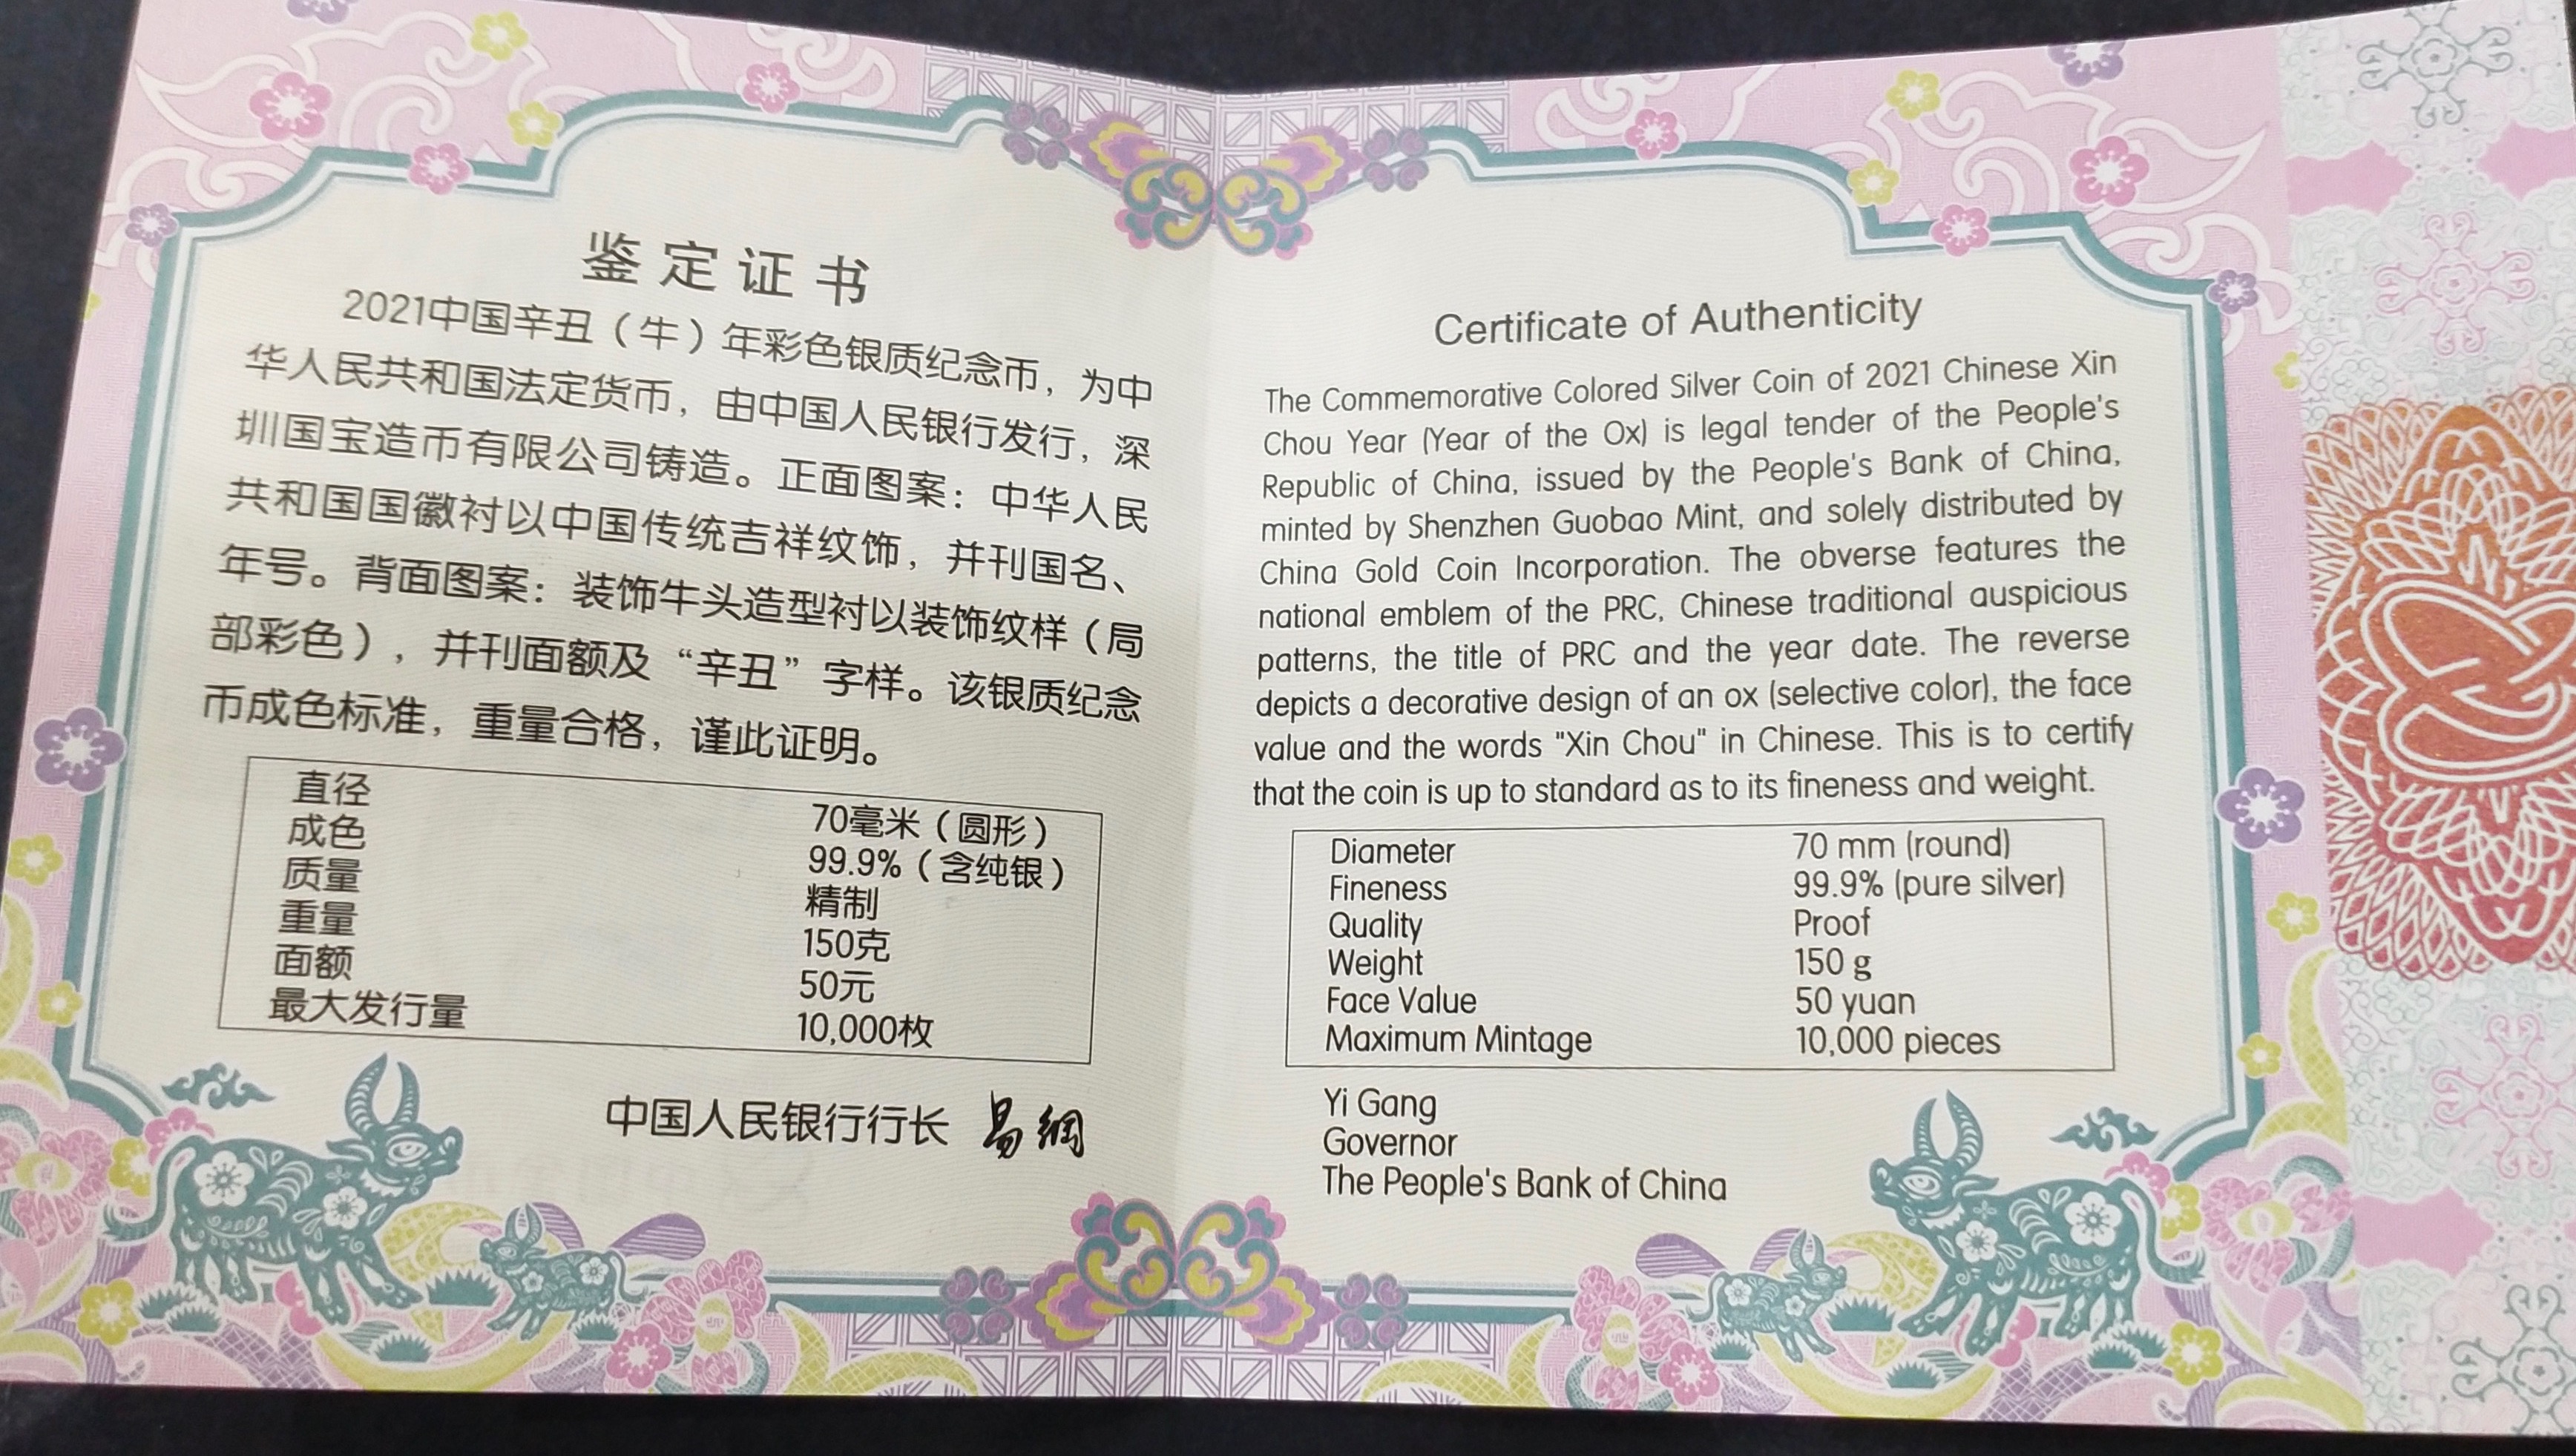 鉴定证书
2021中国辛丑（牛）年彩色银质纪念币，为中
华人民共和国法定货币，由中国人民银行发行，深
圳国宝造币有限公司铸造。正面图案：中华人民
共和国国徽衬以中国传统吉祥纹饰，并刊国名、
年号。背面图案：装饰牛头造型衬以装饰纹样（局
部彩色），并刊面额及“辛丑”字样。该银质纪念
币成色标准，重量合格，谨此证明。
直径 70毫米（圆形）
成色 99.9%（含纯银）
质量 精制
重量 150克
面额 50元
最大发行量 10,000枚
中国人民银行行长 易綱
Certificate of Authenticity
The Commemorative Colored Silver Coin of 2021 Chinese Xin
Chou Year (Year of the Ox) is legal tender of the People's
Republic of China, issued by the People's Bank of China,
minted by Shenzhen Guobao Mint, and solely distributed by
China Gold Coin Incorporation. The obverse features the
national emblem of the PRC, Chinese traditional auspicious
patterns, the title of PRC and the year date. The reverse
depicts a decorative design of an ox (selective color), the face
value and the words "Xin Chou" in Chinese. This is to certify
that the coin is up to standard as to its fineness and weight.
Diameter 70 mm (round)
Fineness 99.9% (pure silver)
Quality Proof
Weight 150 g
Face Value 50 yuan
Maximum Mintage 10,000 pieces
Yi Gang
Governor
The People's Bank of China